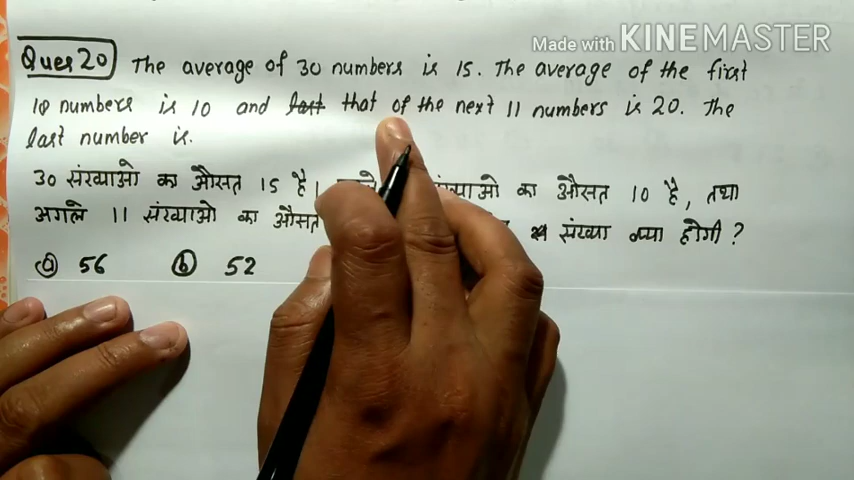 Made with KINEMASTER
Ques 20 The average of 30 numbers is 15. The average of the first
18 numbers is 10 and last that of the next 11 numbers is 20. The
last number is.
30 संख्याओ का औसत 15 है। का औसत 10 है, तथा
अगले 11 संख्याओ का औसत संख्या क्या होगी ?
(a) 56 (b) 52